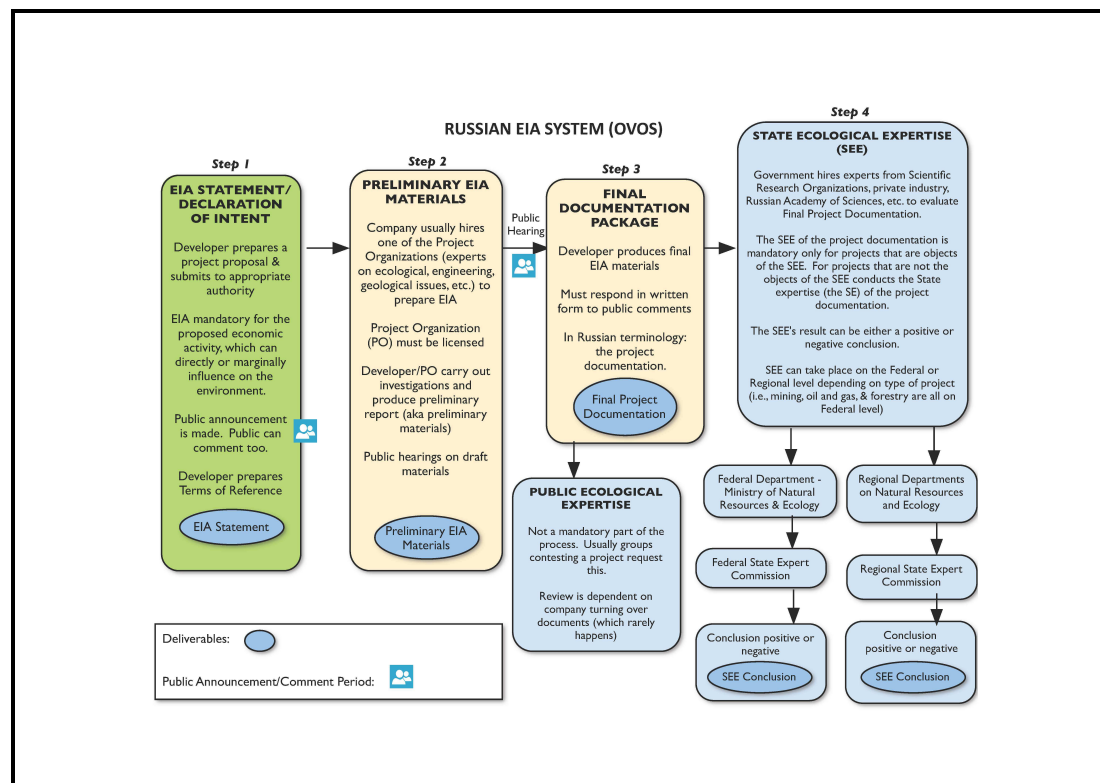 RUSSIAN EIA SYSTEM (OVOS)
Step 1
EIA STATEMENT/
DECLARATION
OF INTENT
Developer prepares a
project proposal &
submits to appropriate
authority
EIA mandatory for the
proposed economic
activity, which can
directly or marginally
influence on the
environment.
Public announcement
is made.  Public can
comment too.
Developer prepares
Terms of Reference
EIA Statement
Step 2
PRELIMINARY EIA
MATERIALS
Company usually hires
one of the Project
Organizations (experts
on ecological, engineering,
geological issues, etc.) to
prepare EIA
Project Organization
(PO) must be licensed
Developer/PO carry out
investigations and
produce preliminary
report (aka preliminary
materials)
Public hearings on draft
materials
Preliminary EIA
Materials
Public
Hearing
Step 3
FINAL
DOCUMENTATION
PACKAGE
Developer produces final
EIA materials
Must respond in written
form to public comments
In Russian terminology:
the project
documentation.
Final Project
Documentation
PUBLIC ECOLOGICAL
EXPERTISE
Not a mandatory part of the
process.  Usually groups
contesting a project request
this.
Review is dependent on
company turning over
documents (which rarely
happens)
Step 4
STATE ECOLOGICAL EXPERTISE
(SEE)
Government hires experts from Scientific
Research Organizations, private industry,
Russian Academy of Sciences, etc. to evaluate
Final Project Documentation.
The SEE of the project documentation is
mandatory only for projects that are objects
of the SEE.  For projects that are not the
objects of the SEE conducts the State
expertise (the SE) of the project
documentation.
The SEE's result can be either a positive or
negative conclusion.
SEE can take place on the Federal or
Regional level depending on type of project
(i.e., mining, oil and gas, & forestry are all on
Federal level)
Federal Department -
Ministry of Natural
Resources & Ecology
Federal State Expert
Commission
Conclusion positive or
negative
SEE Conclusion
Regional Departments
on Natural Resources
and Ecology
Regional State Expert
Commission
Conclusion
positive or negative
SEE Conclusion
Deliverables:
Public Announcement/Comment Period: